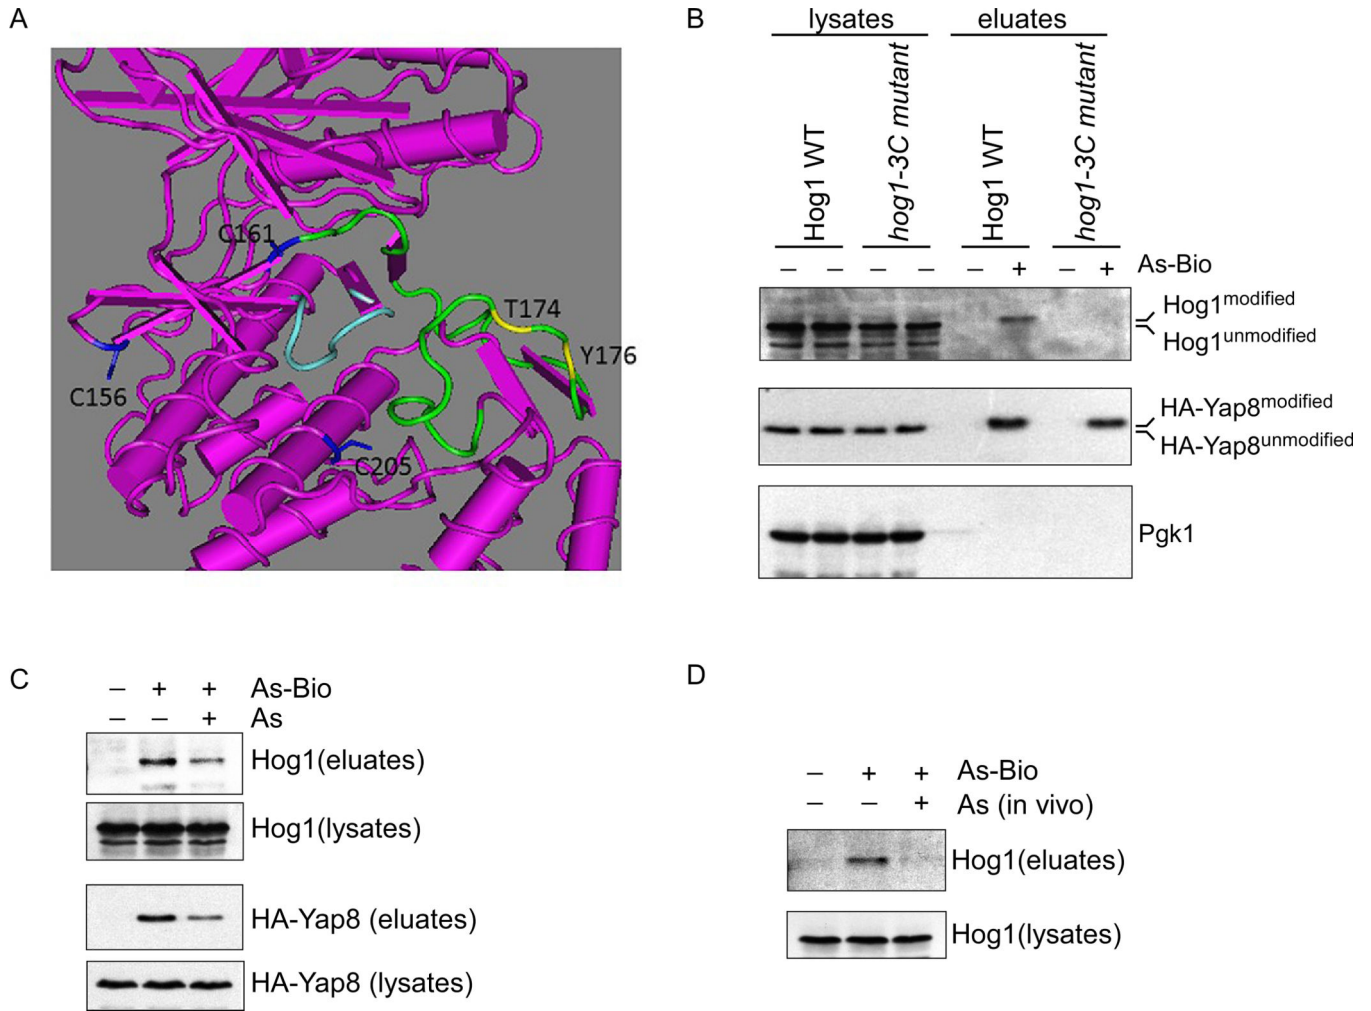 A
C161
T174
Y176
C156
C205
B
lysates eluates
Hog1 WT
hog1-3C mutant
Hog1 WT
hog1-3C mutant
– – – – – + – + As-Bio
Hog1modified
Hog1unmodified
HA-Yap8modified
HA-Yap8unmodified
Pgk1
C
– + + As-Bio
– – + As
Hog1(eluates)
Hog1(lysates)
HA-Yap8 (eluates)
HA-Yap8 (lysates)
D
– + + As-Bio
– – + As (in vivo)
Hog1(eluates)
Hog1(lysates)